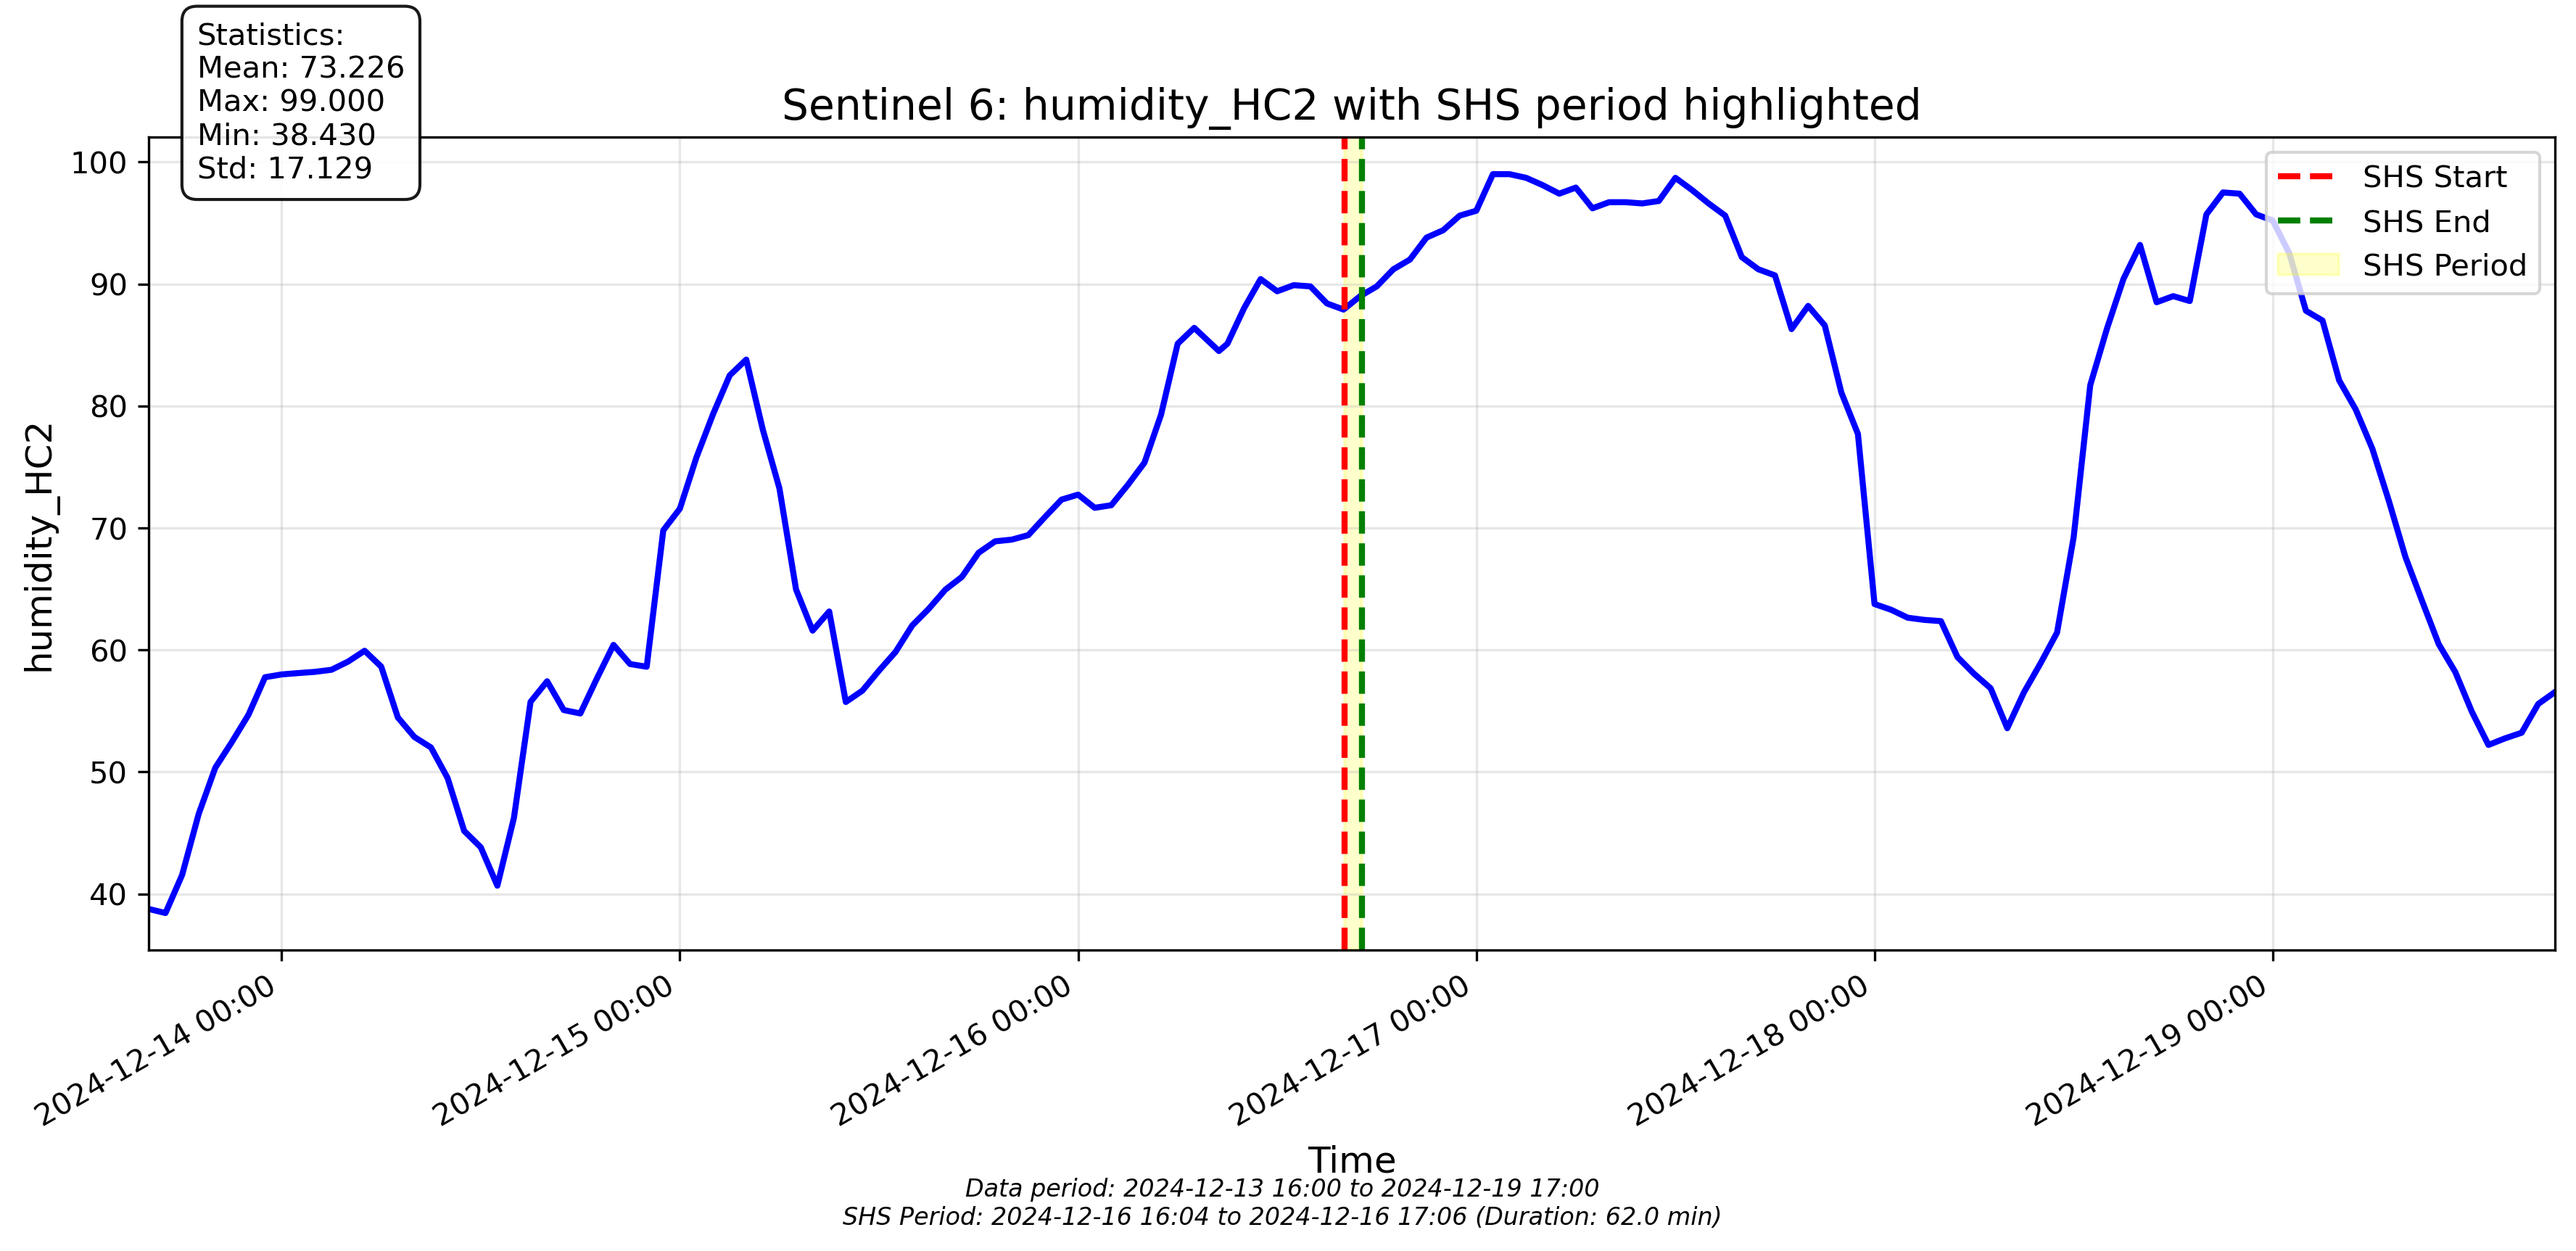 Statistics:
Mean: 73.226
Max: 99.000
Min: 38.430
Std: 17.129
Sentinel 6: humidity_HC2 with SHS period highlighted
SHS Start
SHS End
SHS Period
humidity_HC2
100
90
80
70
60
50
40
2024-12-14 00:00
2024-12-15 00:00
2024-12-16 00:00
2024-12-17 00:00
2024-12-18 00:00
2024-12-19 00:00
Time
Data period: 2024-12-13 16:00 to 2024-12-19 17:00
SHS Period: 2024-12-16 16:04 to 2024-12-16 17:06 (Duration: 62.0 min)